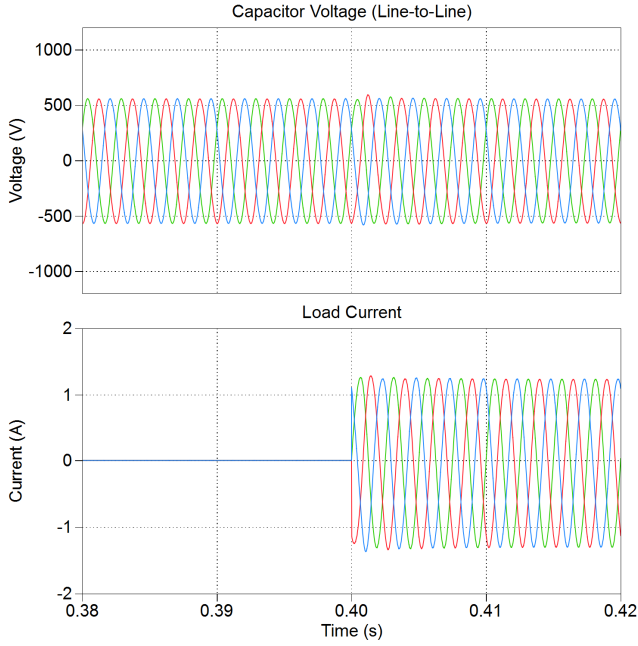 Capacitor Voltage (Line-to-Line)
1000
500
0
-500
-1000
Voltage (V)
Load Current
2
1
0
-1
-2
Current (A)
0.38 0.39 0.40 0.41 0.42
Time (s)